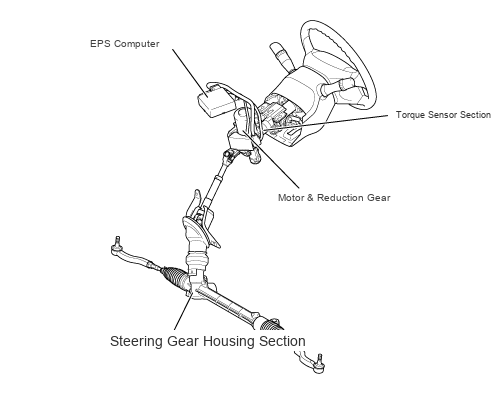 EPS Computer
Torque Sensor Section
Motor & Reduction Gear
Steering Gear Housing Section